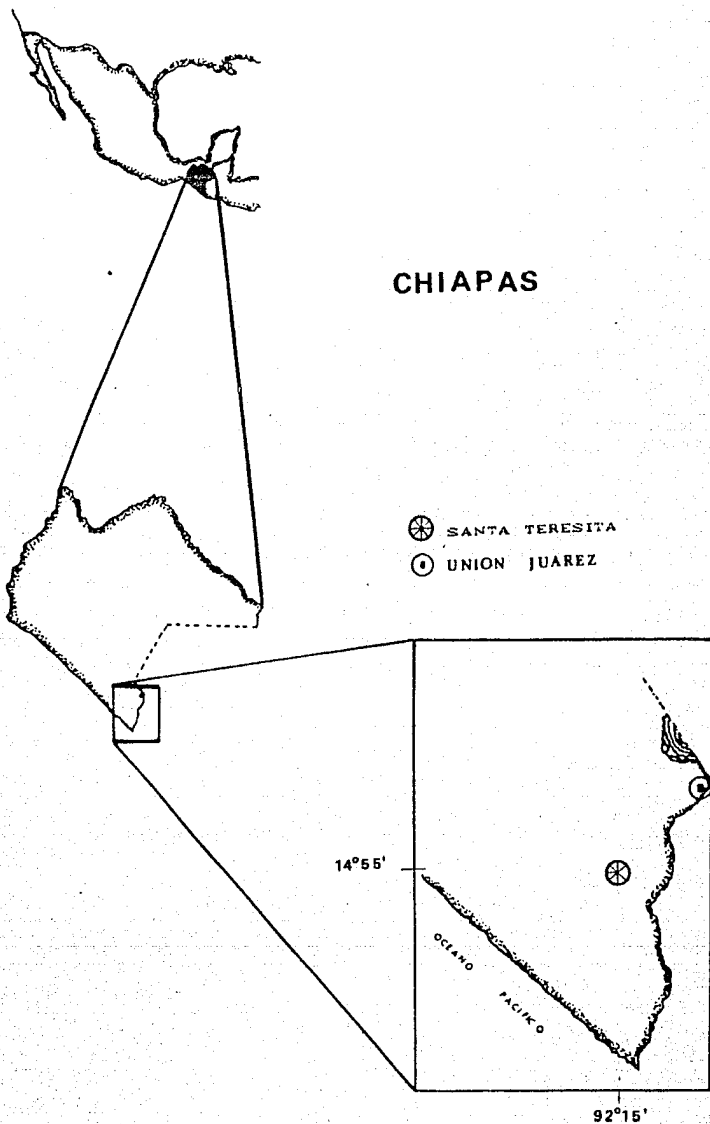 CHIAPAS
SANTA TERESITA
UNION JUAREZ
14°55'
OCEANO
PACIFICO
92°15'